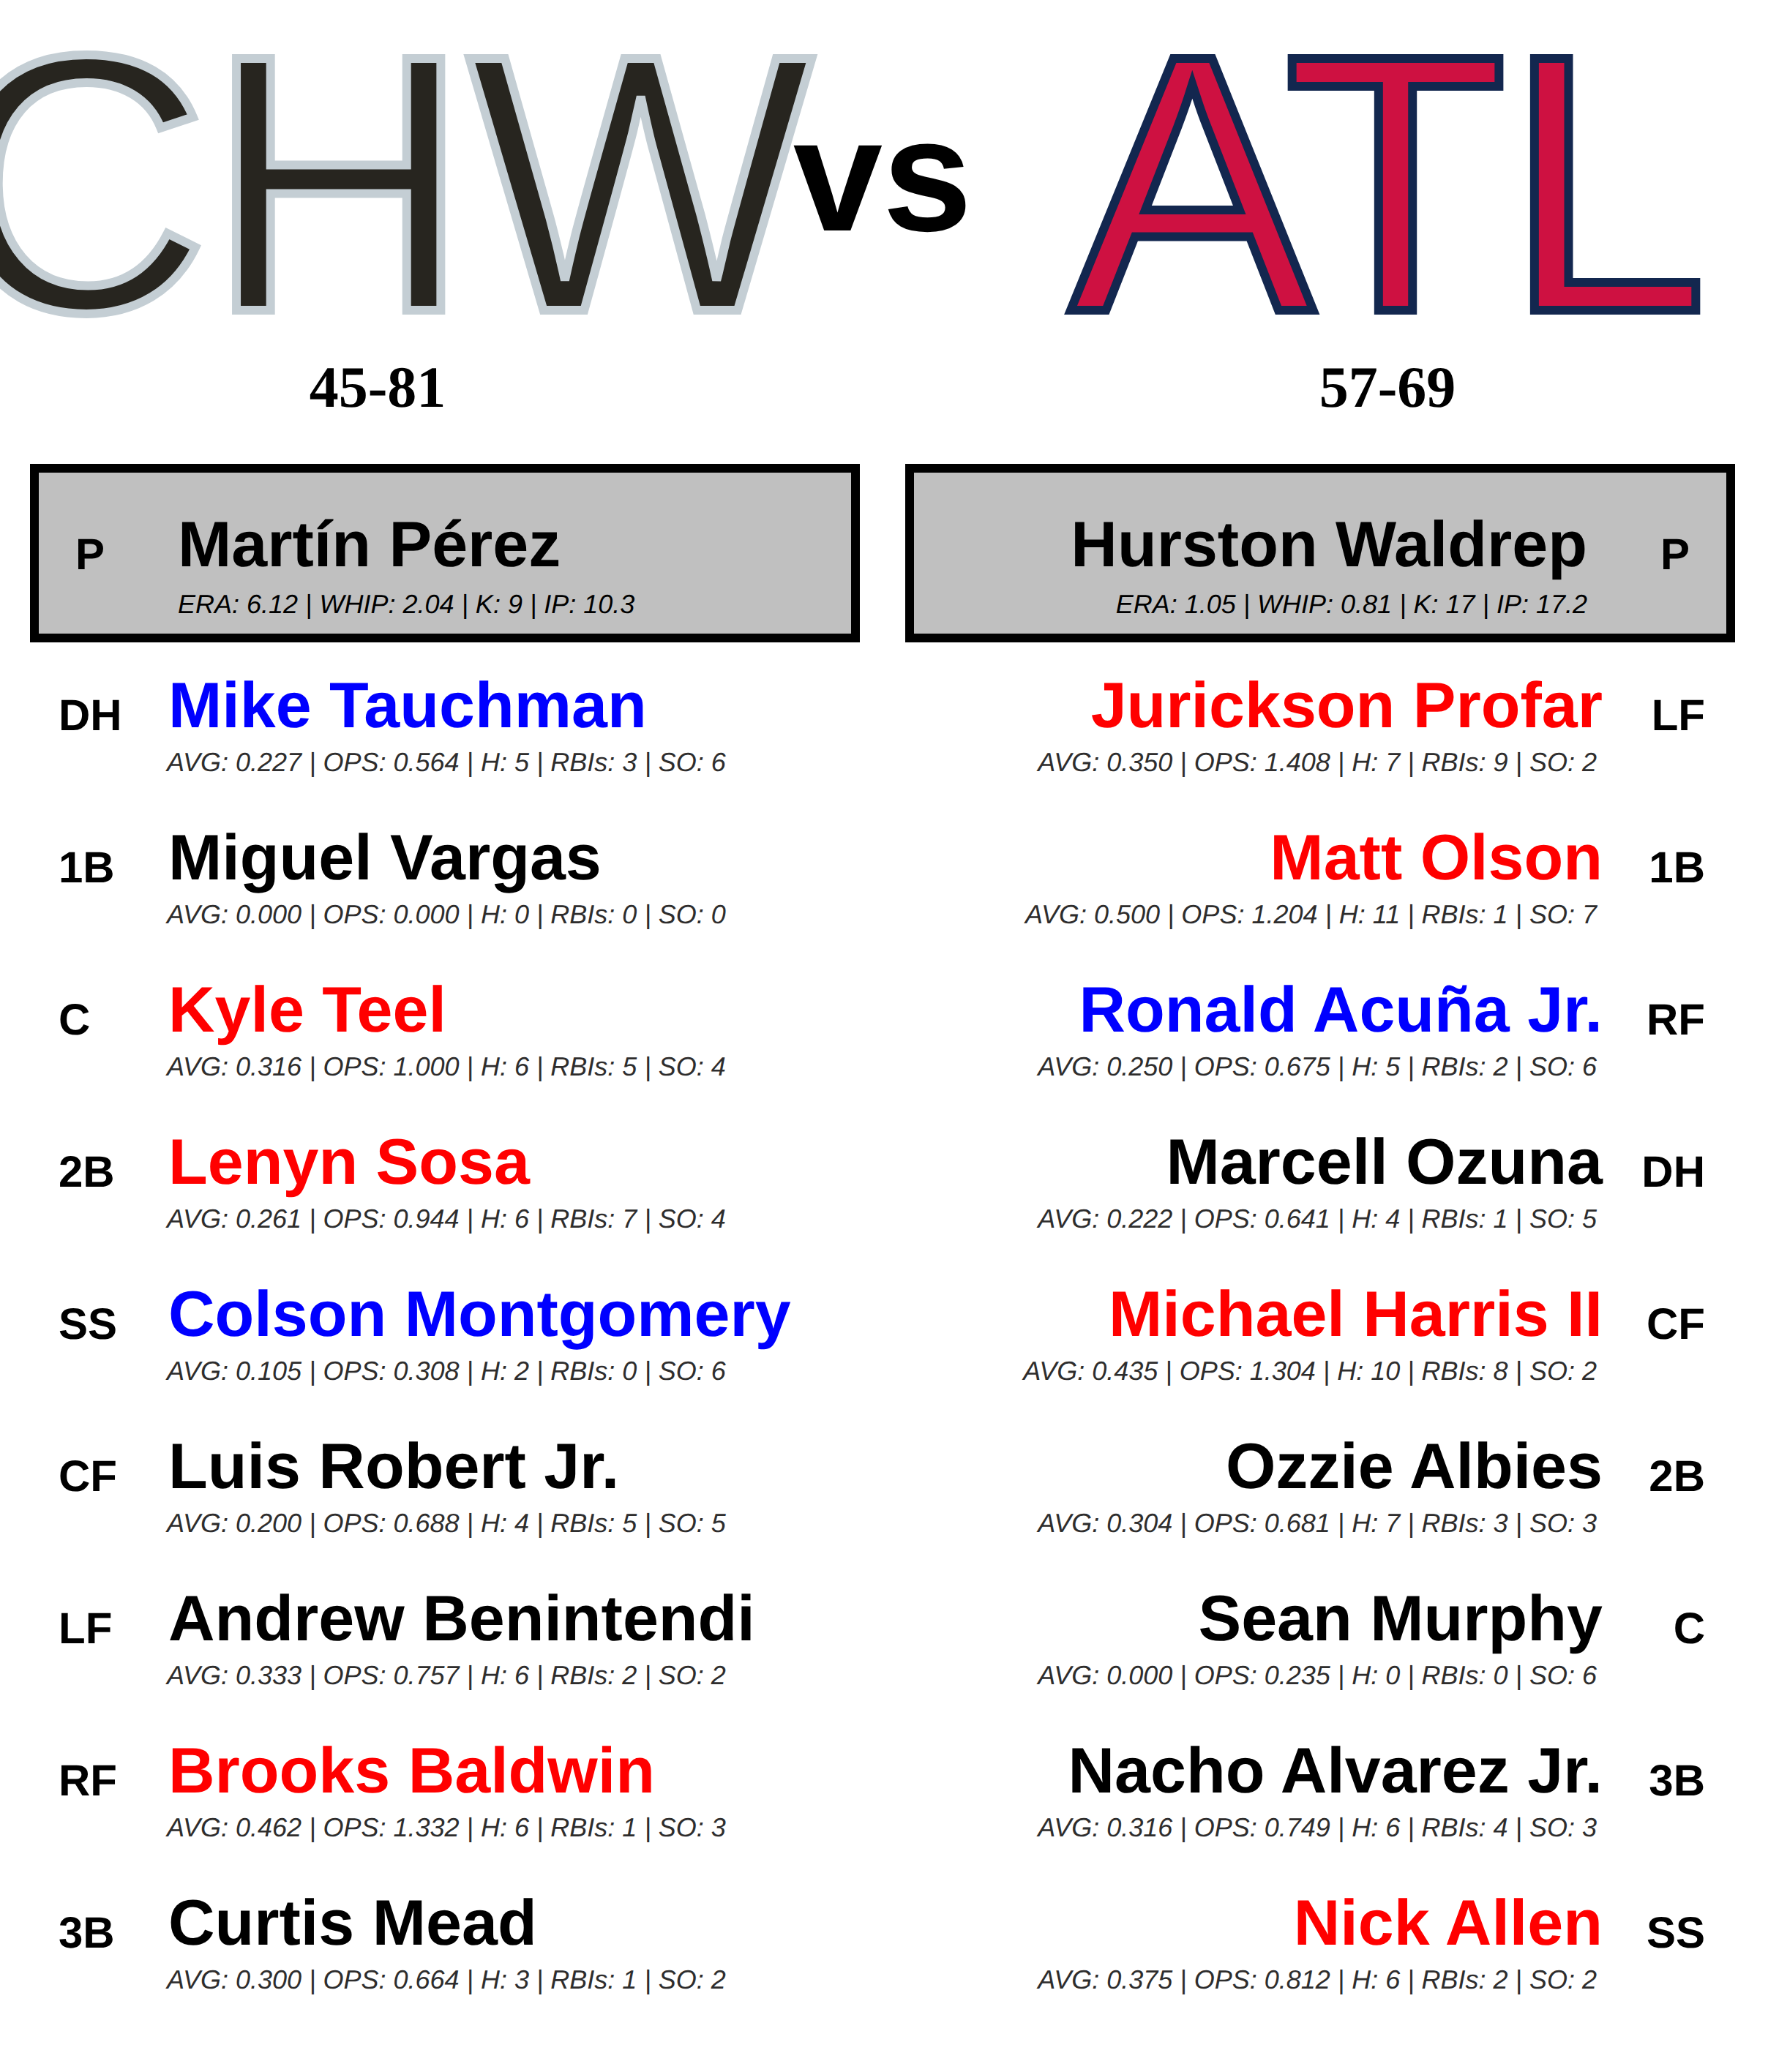 CHW vs ATL
45-81
57-69
P Martín Pérez
ERA: 6.12 | WHIP: 2.04 | K: 9 | IP: 10.3
Hurston Waldrep P
ERA: 1.05 | WHIP: 0.81 | K: 17 | IP: 17.2
DH Mike Tauchman
AVG: 0.227 | OPS: 0.564 | H: 5 | RBIs: 3 | SO: 6
1B Miguel Vargas
AVG: 0.000 | OPS: 0.000 | H: 0 | RBIs: 0 | SO: 0
C Kyle Teel
AVG: 0.316 | OPS: 1.000 | H: 6 | RBIs: 5 | SO: 4
2B Lenyn Sosa
AVG: 0.261 | OPS: 0.944 | H: 6 | RBIs: 7 | SO: 4
SS Colson Montgomery
AVG: 0.105 | OPS: 0.308 | H: 2 | RBIs: 0 | SO: 6
CF Luis Robert Jr.
AVG: 0.200 | OPS: 0.688 | H: 4 | RBIs: 5 | SO: 5
LF Andrew Benintendi
AVG: 0.333 | OPS: 0.757 | H: 6 | RBIs: 2 | SO: 2
RF Brooks Baldwin
AVG: 0.462 | OPS: 1.332 | H: 6 | RBIs: 1 | SO: 3
3B Curtis Mead
AVG: 0.300 | OPS: 0.664 | H: 3 | RBIs: 1 | SO: 2
Jurickson Profar LF
AVG: 0.350 | OPS: 1.408 | H: 7 | RBIs: 9 | SO: 2
Matt Olson 1B
AVG: 0.500 | OPS: 1.204 | H: 11 | RBIs: 1 | SO: 7
Ronald Acuña Jr. RF
AVG: 0.250 | OPS: 0.675 | H: 5 | RBIs: 2 | SO: 6
Marcell Ozuna DH
AVG: 0.222 | OPS: 0.641 | H: 4 | RBIs: 1 | SO: 5
Michael Harris II CF
AVG: 0.435 | OPS: 1.304 | H: 10 | RBIs: 8 | SO: 2
Ozzie Albies 2B
AVG: 0.304 | OPS: 0.681 | H: 7 | RBIs: 3 | SO: 3
Sean Murphy C
AVG: 0.000 | OPS: 0.235 | H: 0 | RBIs: 0 | SO: 6
Nacho Alvarez Jr. 3B
AVG: 0.316 | OPS: 0.749 | H: 6 | RBIs: 4 | SO: 3
Nick Allen SS
AVG: 0.375 | OPS: 0.812 | H: 6 | RBIs: 2 | SO: 2